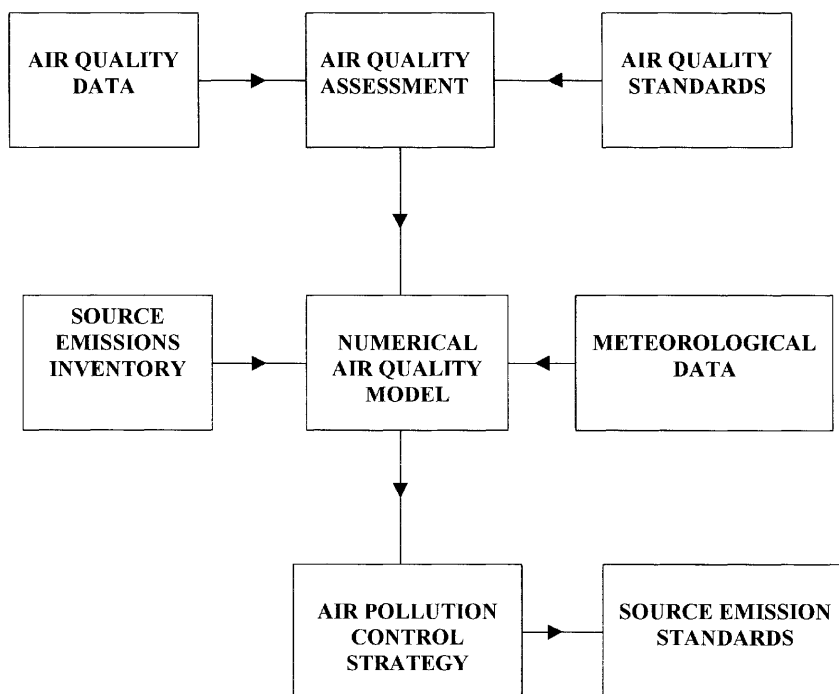 AIR QUALITY
DATA
AIR QUALITY
ASSESSMENT
AIR QUALITY
STANDARDS
SOURCE
EMISSIONS
INVENTORY
NUMERICAL
AIR QUALITY
MODEL
METEOROLOGICAL
DATA
AIR POLLUTION
CONTROL
STRATEGY
SOURCE EMISSION
STANDARDS